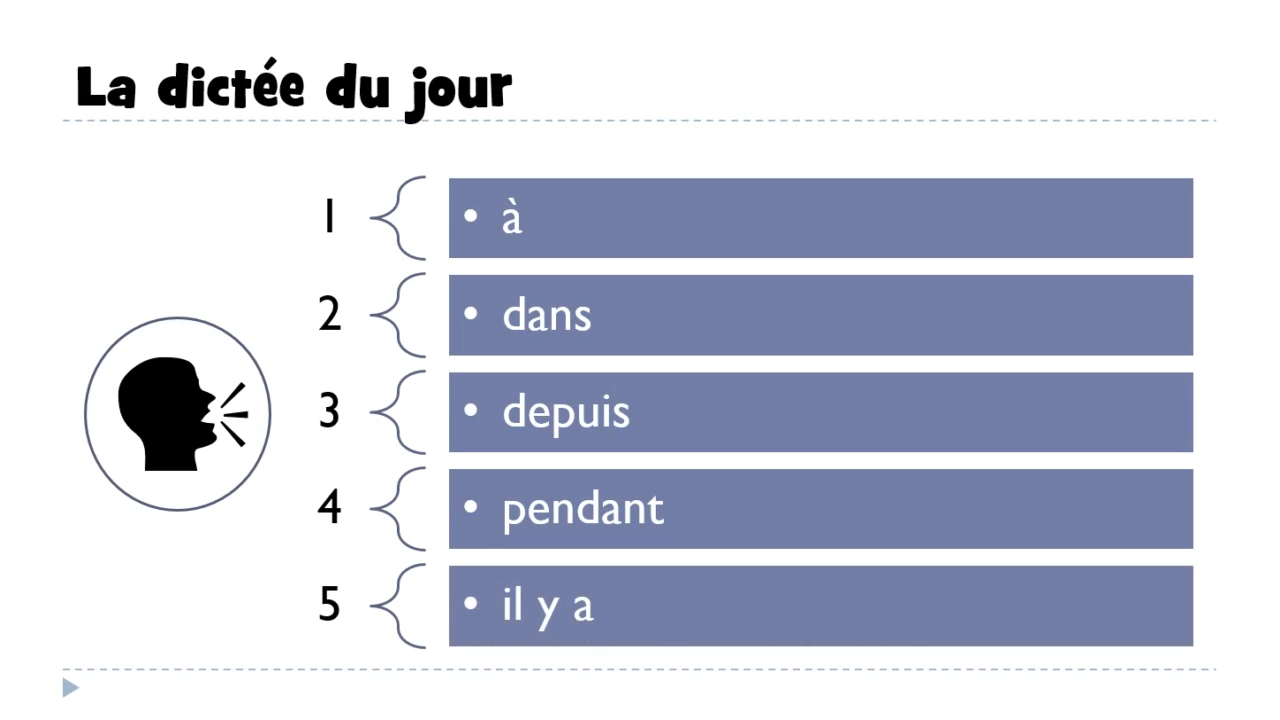 La dictée du jour
1 • à
2 • dans
3 • depuis
4 • pendant
5 • il y a